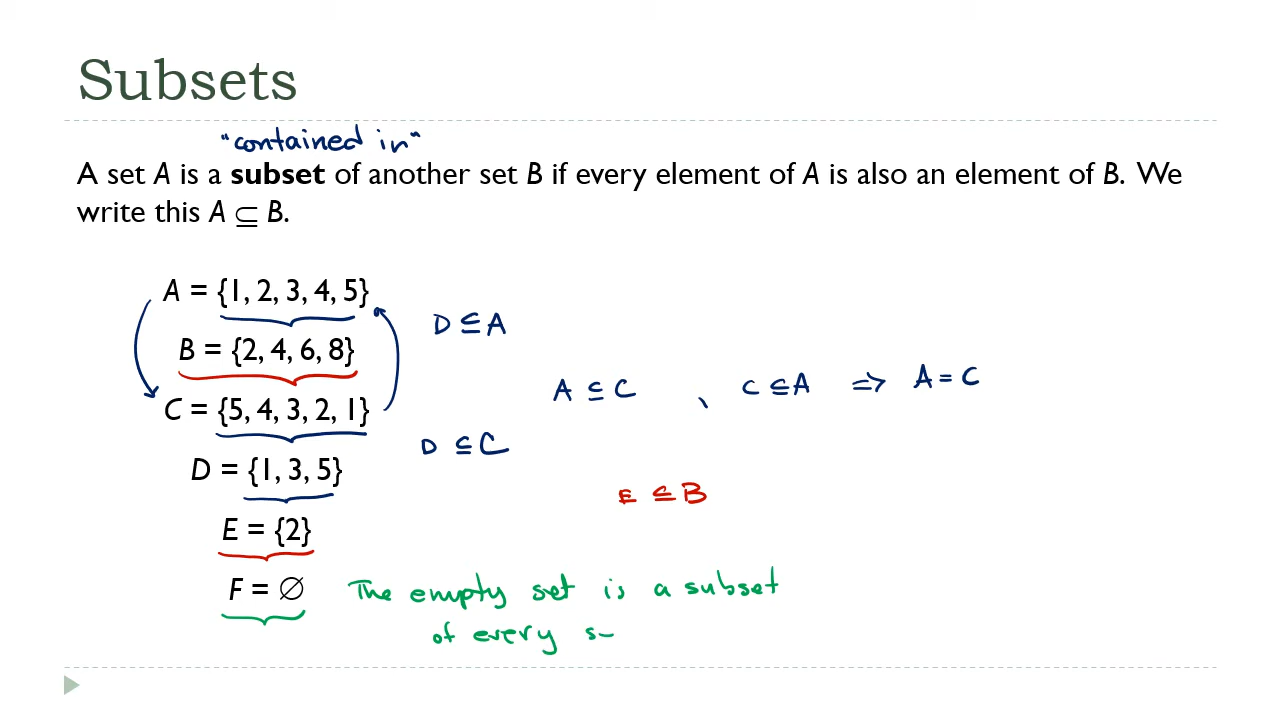 Subsets
"contained in"
A set A is a subset of another set B if every element of A is also an element of B. We
write this A ⊆ B.
A = {1, 2, 3, 4, 5}
D ⊆ A
B = {2, 4, 6, 8}
A ⊆ C , C ⊆ A ⇒ A = C
C = {5, 4, 3, 2, 1}
D ⊆ C
D = {1, 3, 5}
E ⊆ B
E = {2}
F = ∅ The empty set is a subset
of every s